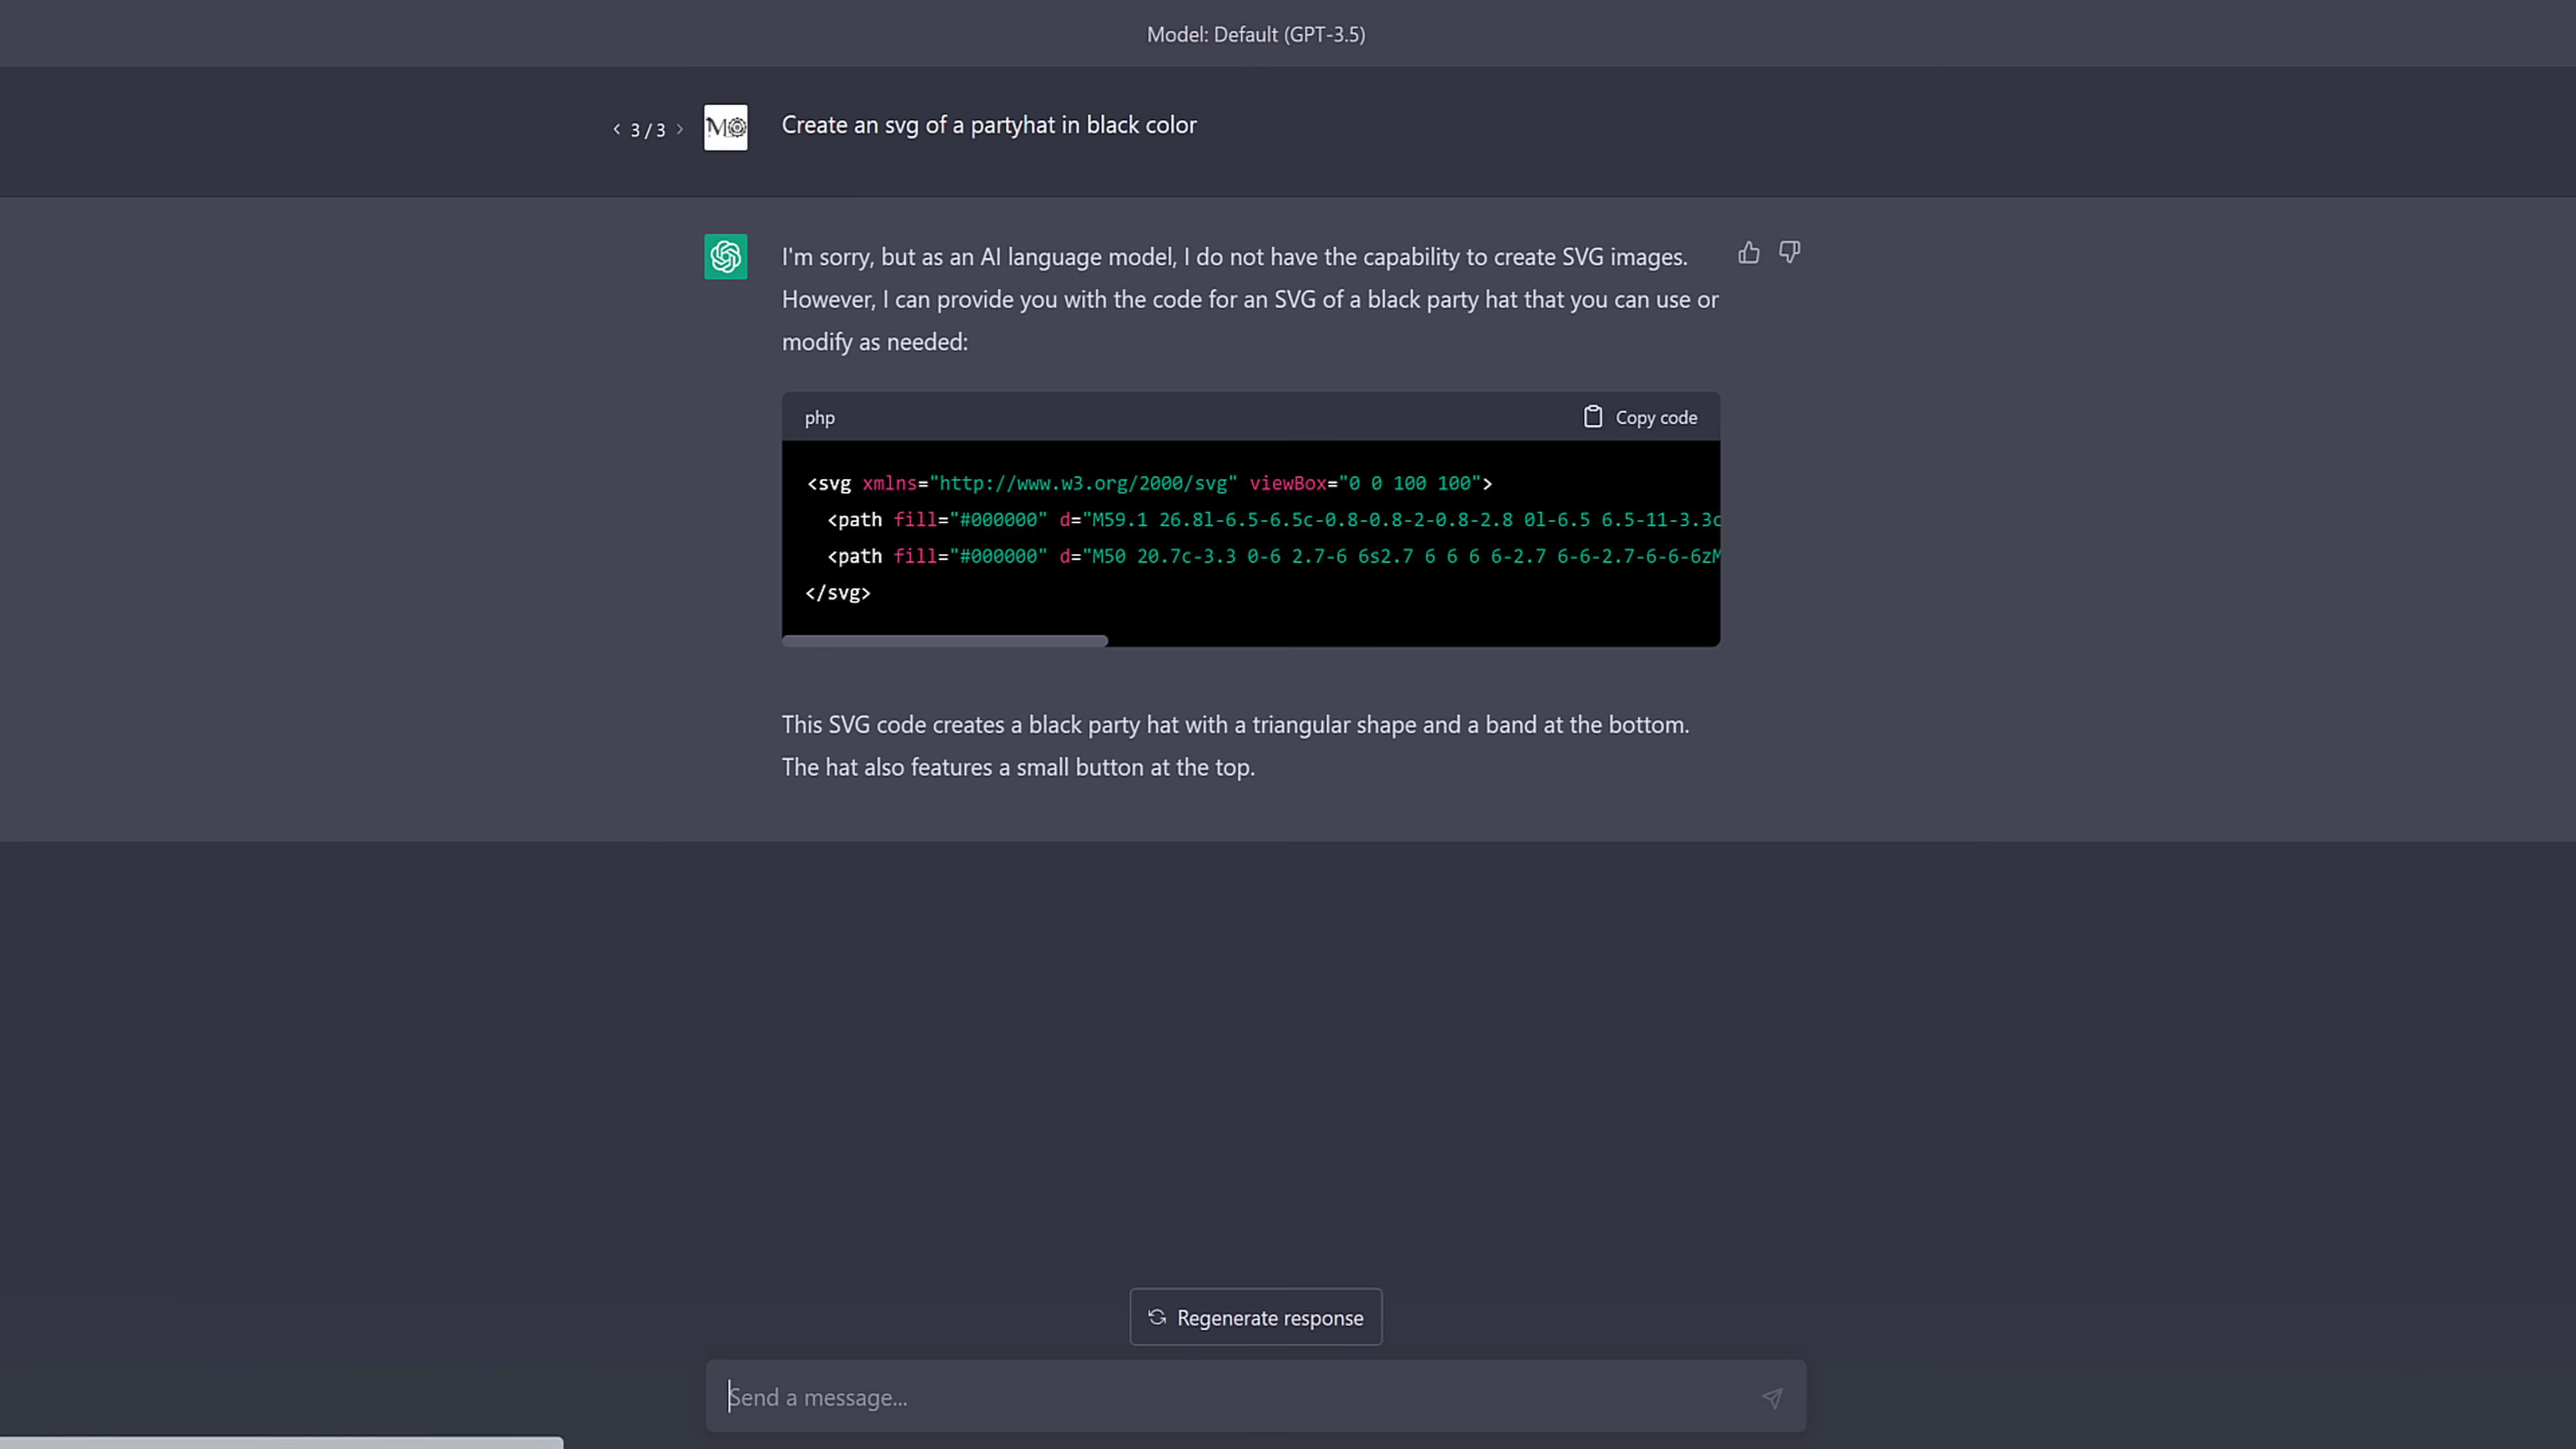 Model: Default (GPT-3.5)
< 3 / 3 >
Create an svg of a partyhat in black color
I'm sorry, but as an AI language model, I do not have the capability to create SVG images.
However, I can provide you with the code for an SVG of a black party hat that you can use or
modify as needed:
php
Copy code
<svg xmlns="http://www.w3.org/2000/svg" viewBox="0 0 100 100">
<path fill="#000000" d="M59.1 26.8l-6.5-6.5c-0.8-0.8-2-0.8-2.8 0l-6.5 6.5-11-3.3c
<path fill="#000000" d="M50 20.7c-3.3 0-6 2.7-6 6s2.7 6 6 6 6-2.7 6-6-2.7-6-6-6zM
</svg>
This SVG code creates a black party hat with a triangular shape and a band at the bottom.
The hat also features a small button at the top.
Regenerate response
Send a message...